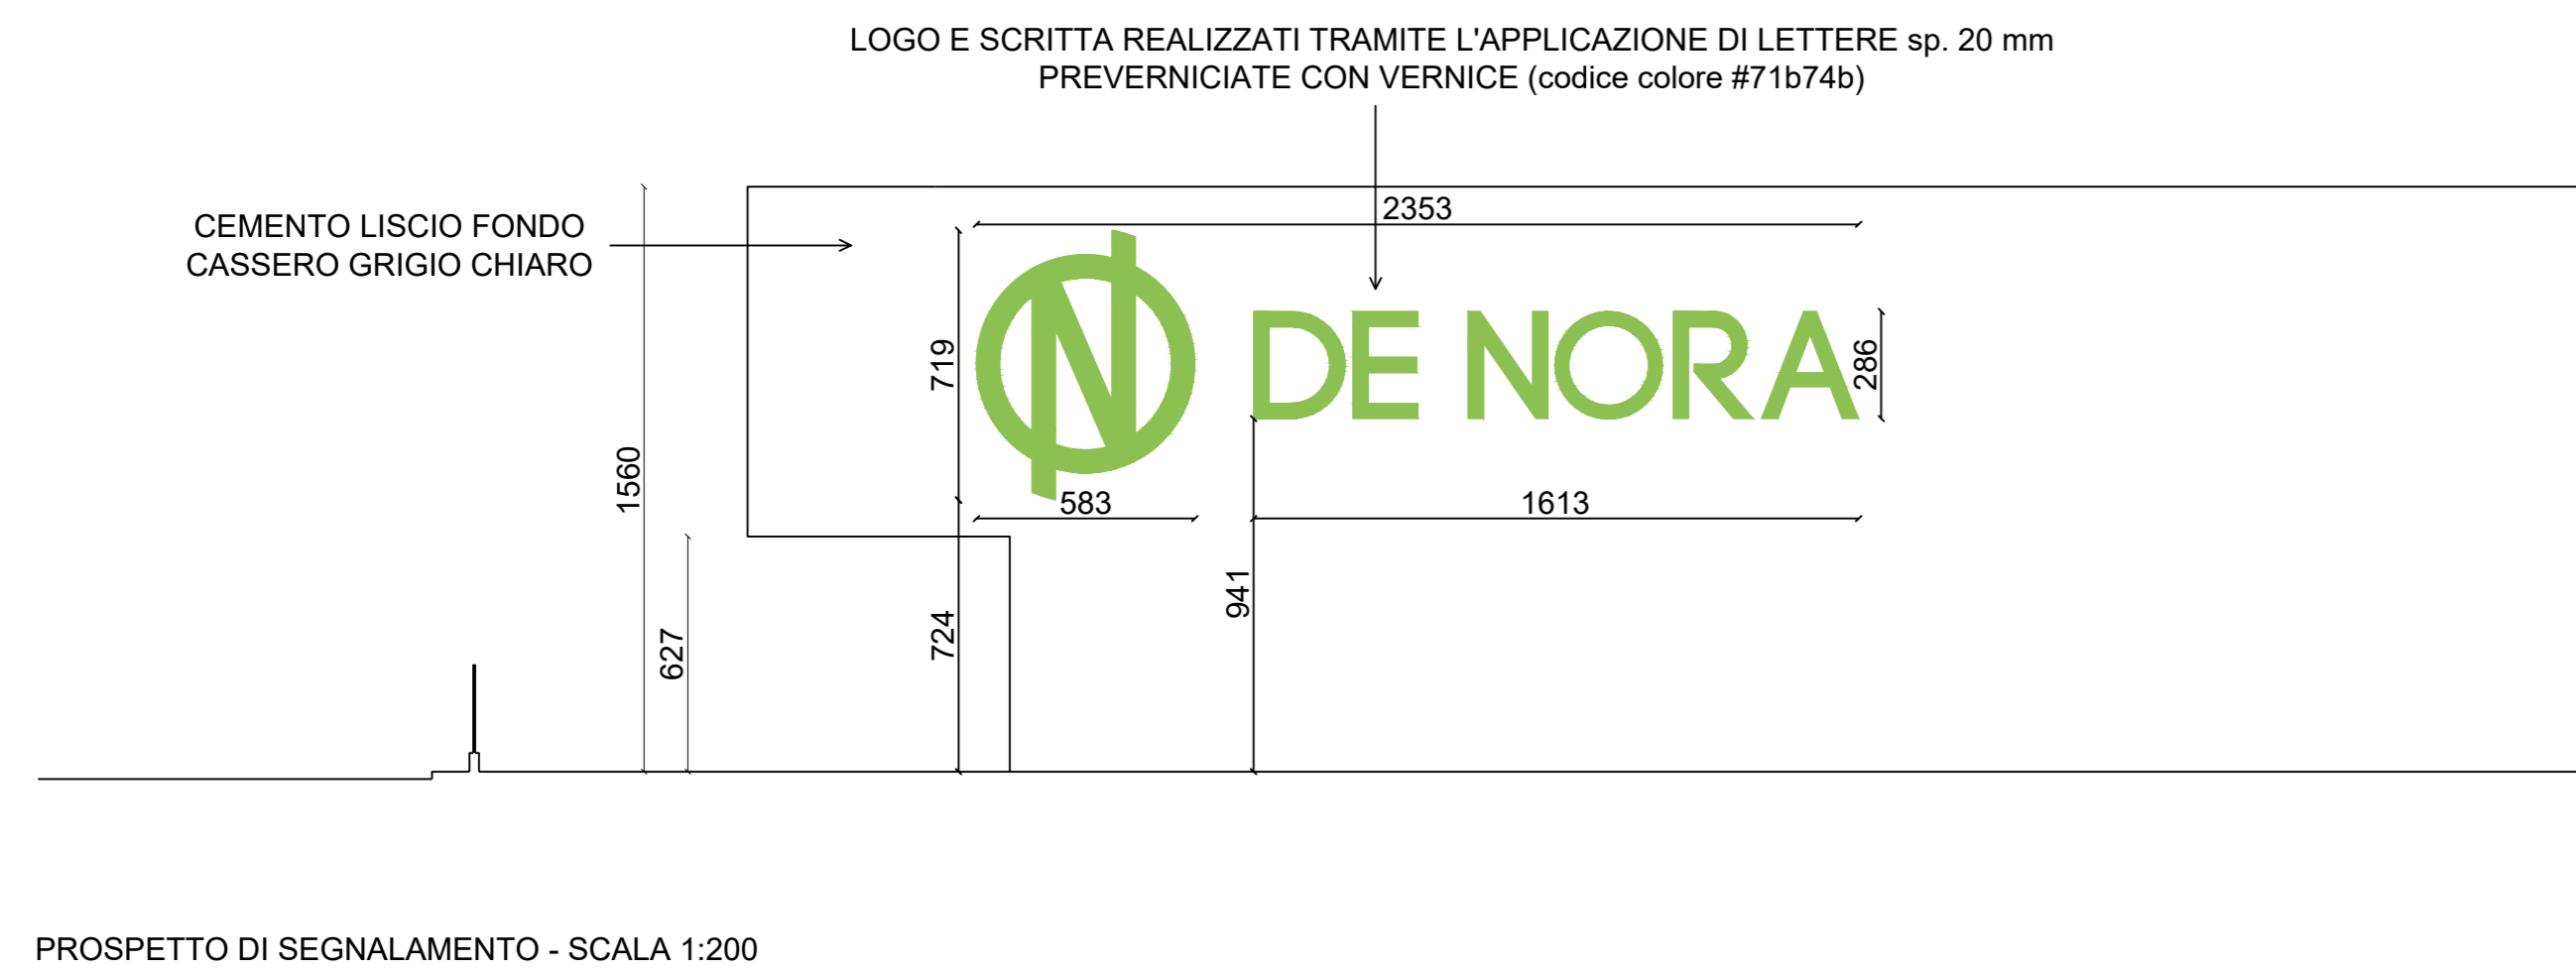 LOGO E SCRITTA REALIZZATI TRAMITE L'APPLICAZIONE DI LETTERE sp. 20 mm
PREVERNICIATE CON VERNICE (codice colore #71b74b)
CEMENTO LISCIO FONDO
CASSERO GRIGIO CHIARO
2353
DE NORA
719
286
583
1613
1560
627
724
941
PROSPETTO DI SEGNALAMENTO - SCALA 1:200